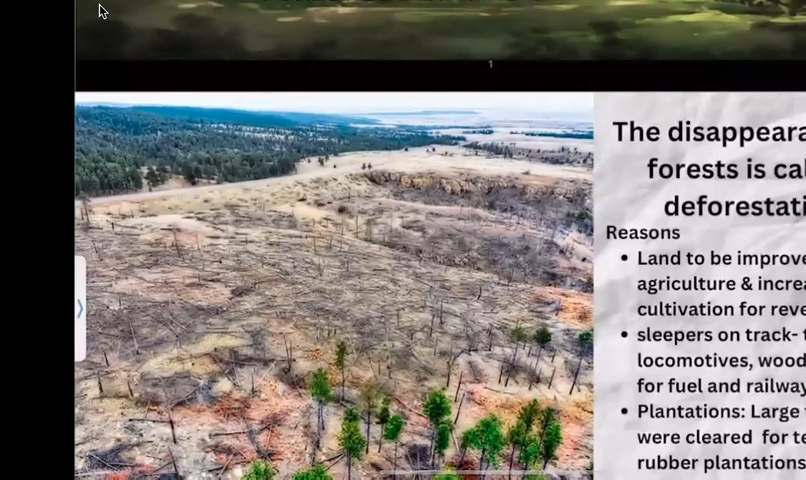 1
The disappeara
forests is cal
deforestati
Reasons
• Land to be improve
agriculture & increa
cultivation for reve
• sleepers on track- t
locomotives, wood
for fuel and railway
• Plantations: Large
were cleared for te
rubber plantations